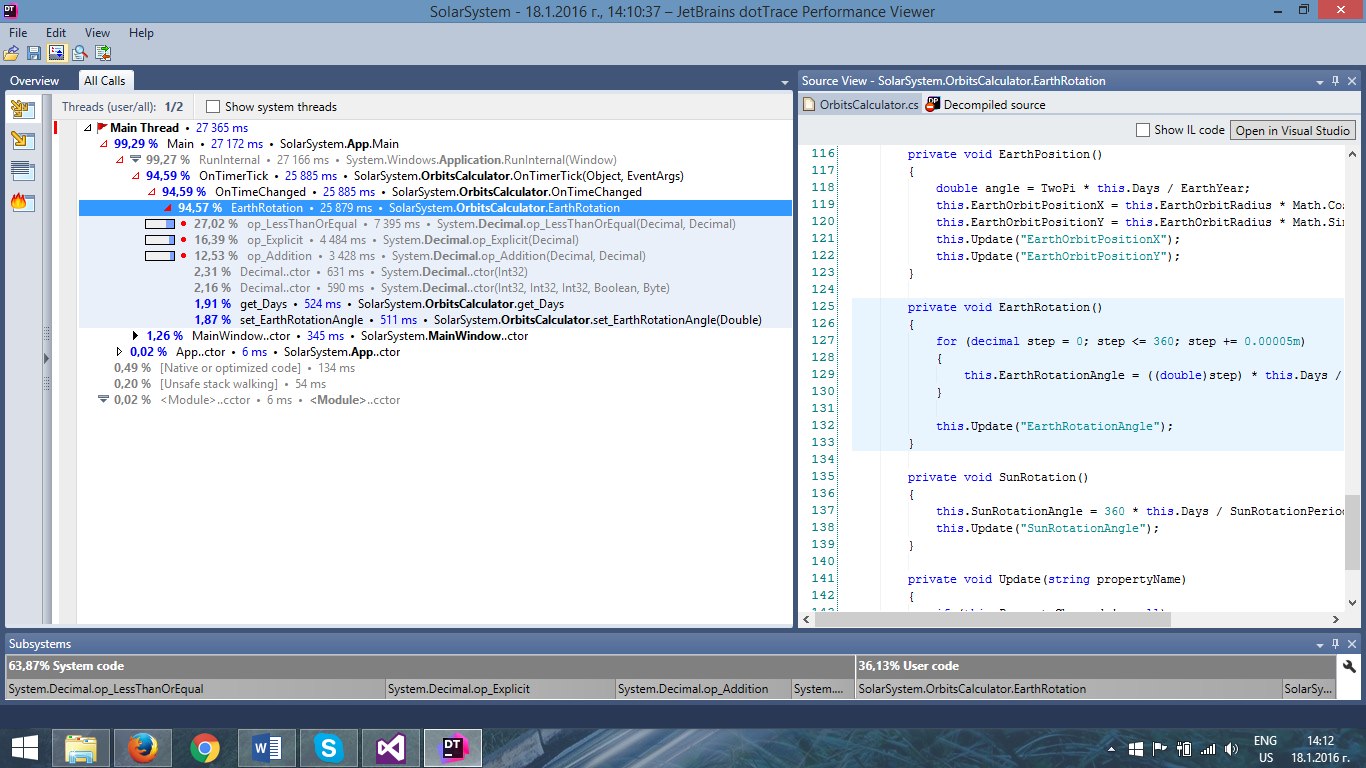 SolarSystem - 18.1.2016 г., 14:10:37 – JetBrains dotTrace Performance Viewer
File Edit View Help
Overview All Calls
Threads (user/all): 1/2 Show system threads
Main Thread • 27 365 ms
99,29 % Main • 27 172 ms • SolarSystem.App.Main
99,27 % RunInternal • 27 166 ms • System.Windows.Application.RunInternal(Window)
94,59 % OnTimerTick • 25 885 ms • SolarSystem.OrbitsCalculator.OnTimerTick(Object, EventArgs)
94,59 % OnTimeChanged • 25 885 ms • SolarSystem.OrbitsCalculator.OnTimeChanged
94,57 % EarthRotation • 25 879 ms • SolarSystem.OrbitsCalculator.EarthRotation
27,02 % op_LessThanOrEqual • 7 395 ms • System.Decimal.op_LessThanOrEqual(Decimal, Decimal)
16,39 % op_Explicit • 4 484 ms • System.Decimal.op_Explicit(Decimal)
12,53 % op_Addition • 3 428 ms • System.Decimal.op_Addition(Decimal, Decimal)
2,31 % Decimal..ctor • 631 ms • System.Decimal..ctor(Int32)
2,16 % Decimal..ctor • 590 ms • System.Decimal..ctor(Int32, Int32, Int32, Boolean, Byte)
1,91 % get_Days • 524 ms • SolarSystem.OrbitsCalculator.get_Days
1,87 % set_EarthRotationAngle • 511 ms • SolarSystem.OrbitsCalculator.set_EarthRotationAngle(Double)
1,26 % MainWindow..ctor • 345 ms • SolarSystem.MainWindow..ctor
0,02 % App..ctor • 6 ms • SolarSystem.App..ctor
0,49 % [Native or optimized code] • 134 ms
0,20 % [Unsafe stack walking] • 54 ms
0,02 % <Module>..cctor • 6 ms • <Module>..cctor
Source View - SolarSystem.OrbitsCalculator.EarthRotation
OrbitsCalculator.cs Decompiled source
Show IL code Open in Visual Studio
116 private void EarthPosition()
117 {
118 double angle = TwoPi * this.Days / EarthYear;
119 this.EarthOrbitPositionX = this.EarthOrbitRadius * Math.Co
120 this.EarthOrbitPositionY = this.EarthOrbitRadius * Math.Si
121 this.Update("EarthOrbitPositionX");
122 this.Update("EarthOrbitPositionY");
123 }
124
125 private void EarthRotation()
126 {
127 for (decimal step = 0; step <= 360; step += 0.00005m)
128 {
129 this.EarthRotationAngle = ((double)step) * this.Days /
130 }
131
132 this.Update("EarthRotationAngle");
133 }
134
135 private void SunRotation()
136 {
137 this.SunRotationAngle = 360 * this.Days / SunRotationPerio
138 this.Update("SunRotationAngle");
139 }
140
141 private void Update(string propertyName)
142 {
Subsystems
63,87% System code 36,13% User code
System.Decimal.op_LessThanOrEqual System.Decimal.op_Explicit System.Decimal.op_Addition System.... SolarSystem.OrbitsCalculator.EarthRotation SolarSy...
DT
ENG 14:12
US 18.1.2016 г.